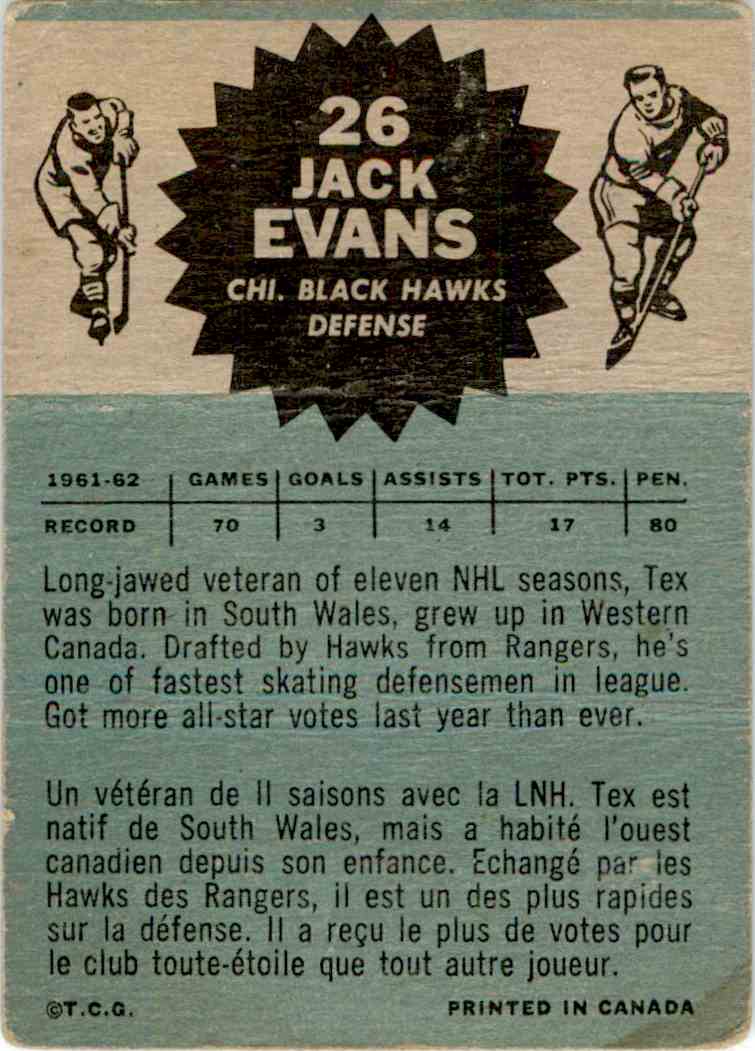 26
JACK
EVANS
CHI. BLACK HAWKS
DEFENSE
1961-62 GAMES GOALS ASSISTS TOT. PTS. PEN.
RECORD 70 3 14 17 80
Long-jawed veteran of eleven NHL seasons, Tex
was born in South Wales, grew up in Western
Canada. Drafted by Hawks from Rangers, he's
one of fastest skating defensemen in league.
Got more all-star votes last year than ever.
Un vétéran de II saisons avec la LNH. Tex est
natif de South Wales, mais a habité l'ouest
canadien depuis son enfance. Echangé par les
Hawks des Rangers, il est un des plus rapides
sur la défense. Il a reçu le plus de votes pour
le club toute-étoile que tout autre joueur.
©T.C.G. PRINTED IN CANADA